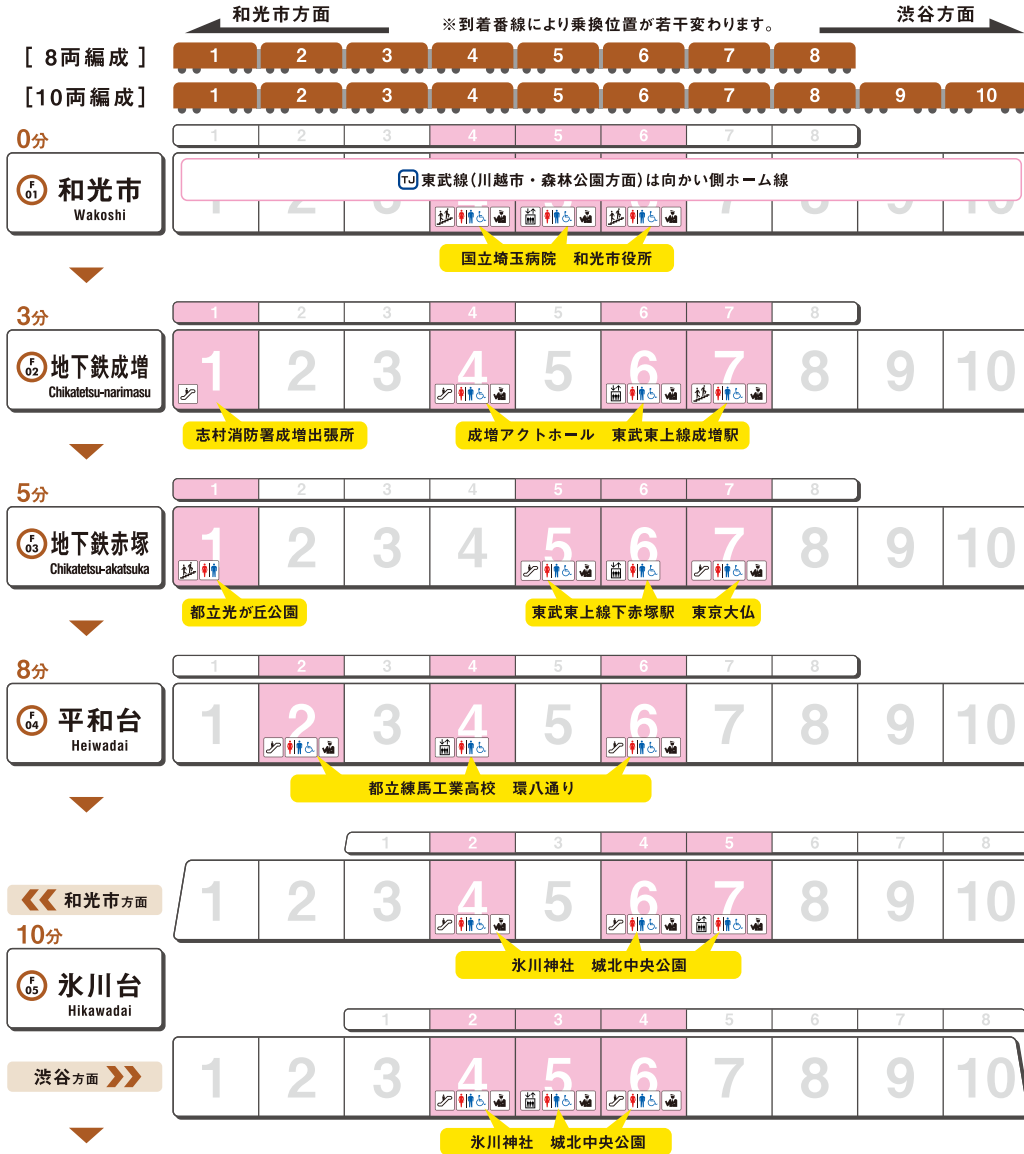 和光市方面
※到着番線により乗換位置が若干変わります。
渋谷方面
[ 8両編成 ]
1 2 3 4 5 6 7 8
[10両編成]
1 2 3 4 5 6 7 8 9 10
0分
1 2 3 4 5 6 7 8
F 01 和光市
Wakoshi
TJ 東武線(川越市・森林公園方面)は向かい側ホーム線
1 2 3 4 5 6 7 8 9 10
国立埼玉病院 和光市役所
3分
1 2 3 4 5 6 7 8
F 02 地下鉄成増
Chikatetsu-narimasu
1 2 3 4 5 6 7 8 9 10
志村消防署成増出張所
成増アクトホール 東武東上線成増駅
5分
1 2 3 4 5 6 7 8
F 03 地下鉄赤塚
Chikatetsu-akatsuka
1 2 3 4 5 6 7 8 9 10
都立光が丘公園
東武東上線下赤塚駅 東京大仏
8分
1 2 3 4 5 6 7 8
F 04 平和台
Heiwadai
1 2 3 4 5 6 7 8 9 10
都立練馬工業高校 環八通り
1 2 3 4 5 6 7 8
和光市方面
1 2 3 4 5 6 7 8 9 10
10分
氷川神社 城北中央公園
F 05 氷川台
Hikawadai
1 2 3 4 5 6 7 8
渋谷方面
1 2 3 4 5 6 7 8 9 10
氷川神社 城北中央公園